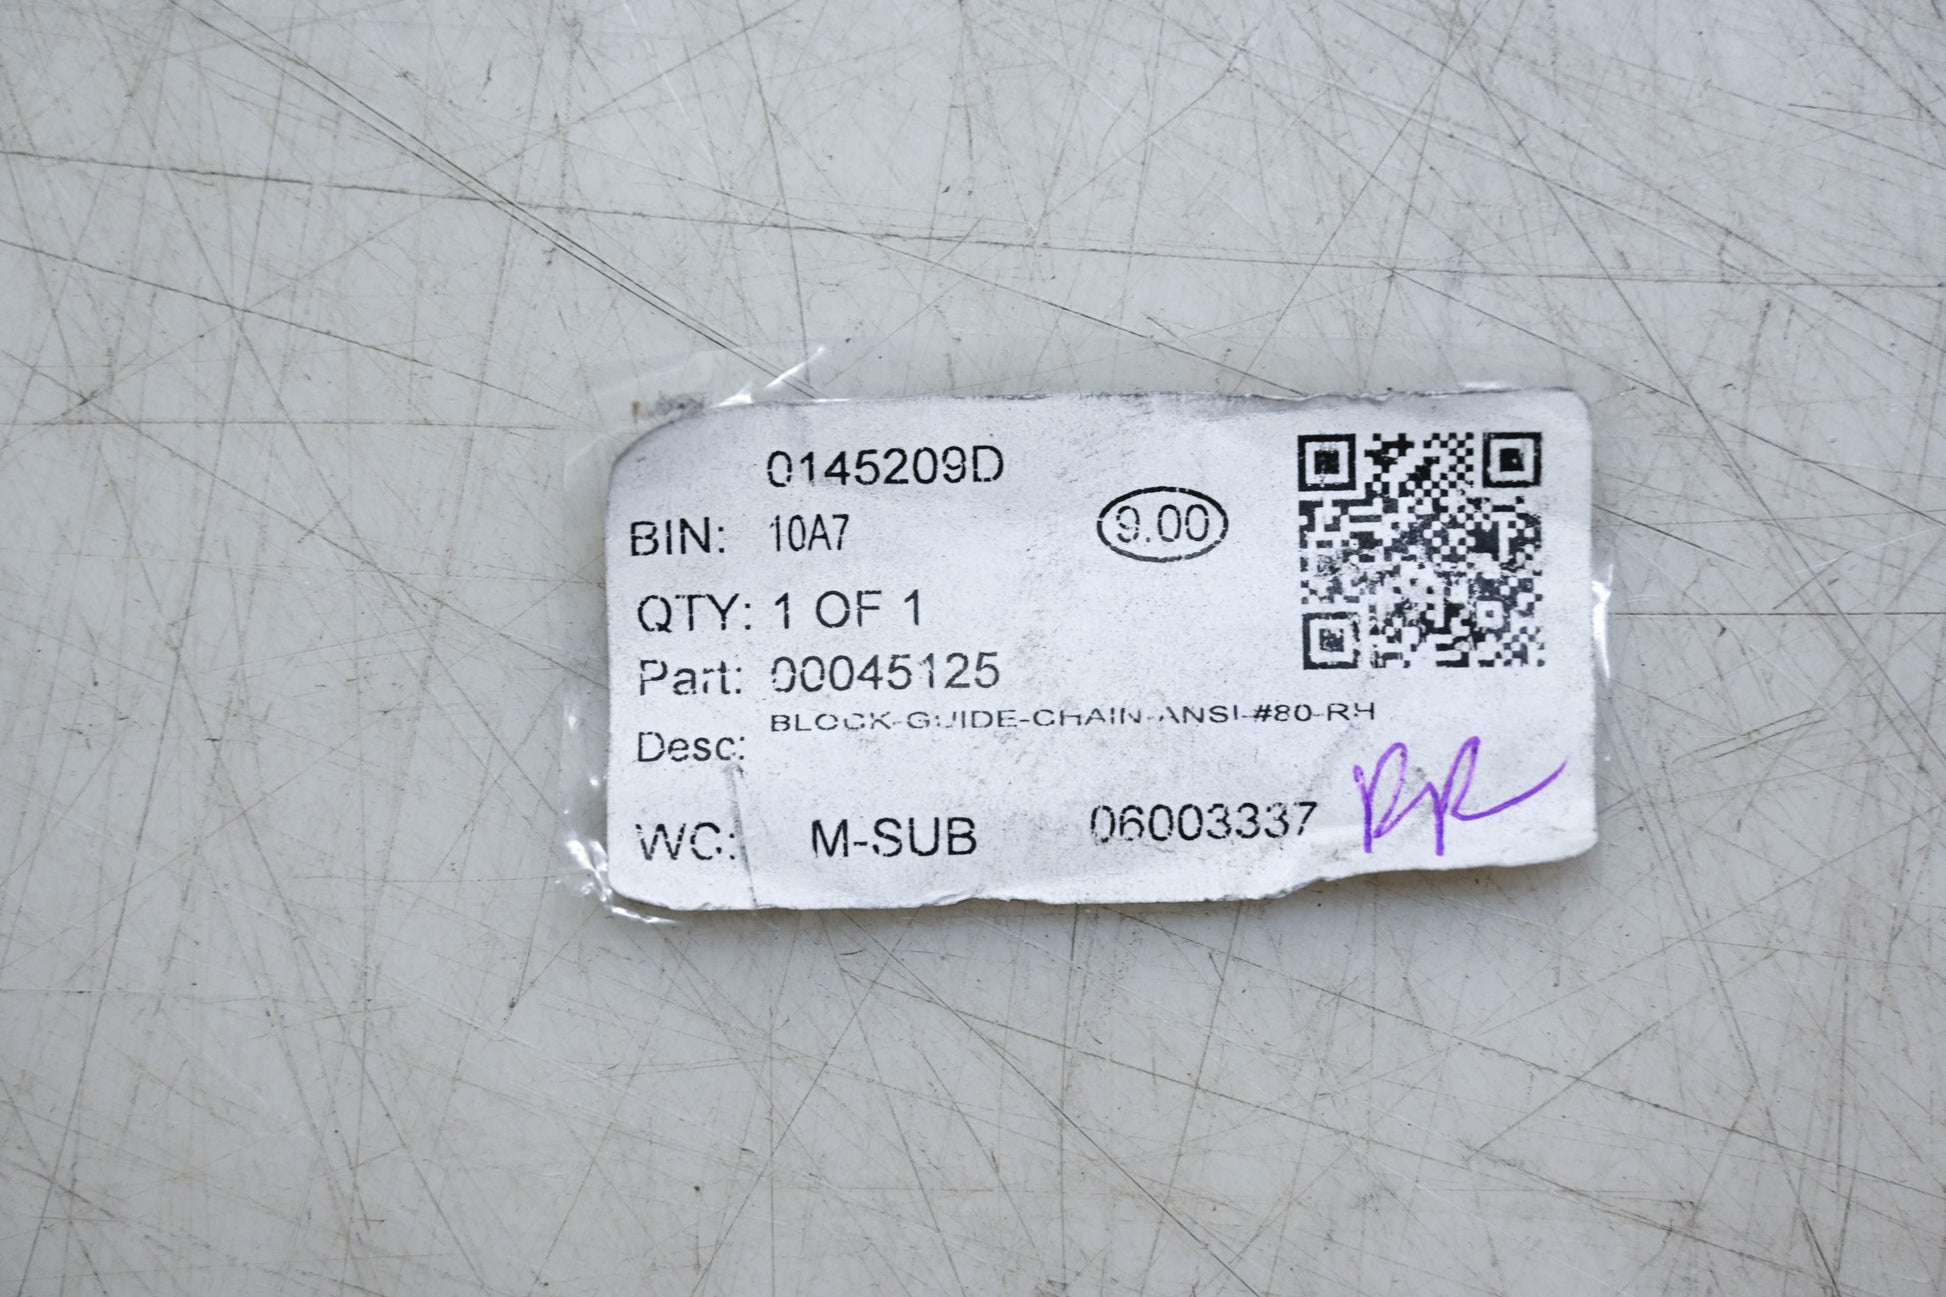 0145209D
BIN: 10A7
9.00
QTY: 1 OF 1
Part: 00045125
BLOCK-GUIDE-CHAIN-ANSI-#80-RH
Desc:
WC: M-SUB 06003337